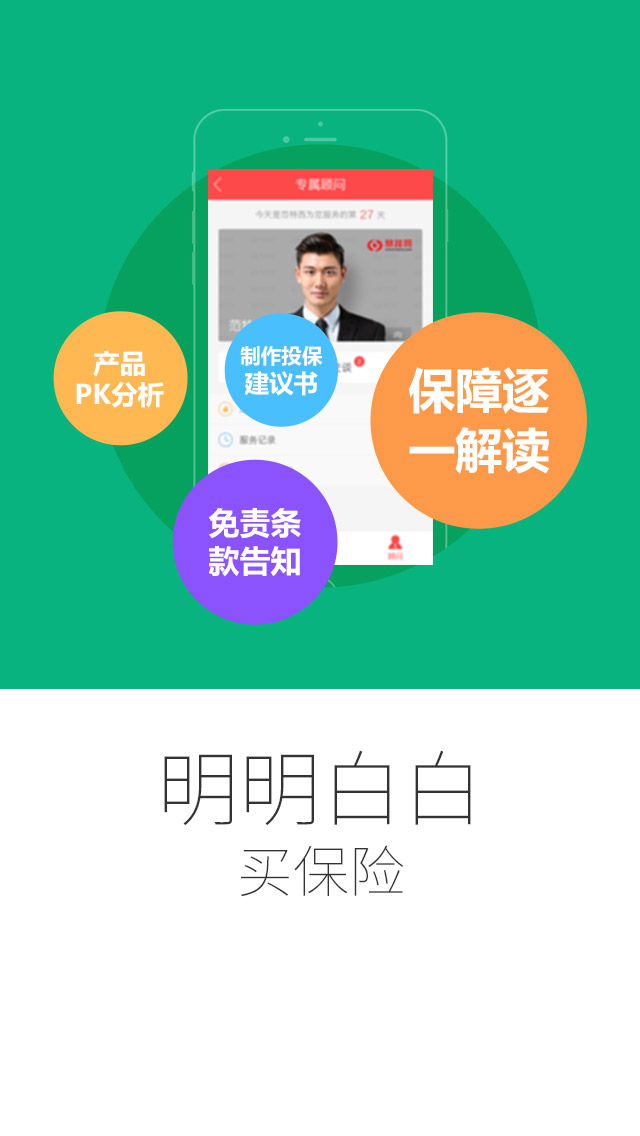 专属顾问
今天是范特西为您服务的第 27 天
范特
产品
PK分析
制作投保
建议书
交谈
保障逐
一解读
服务记录
免责条
款告知
顾问
明明白白
买保险